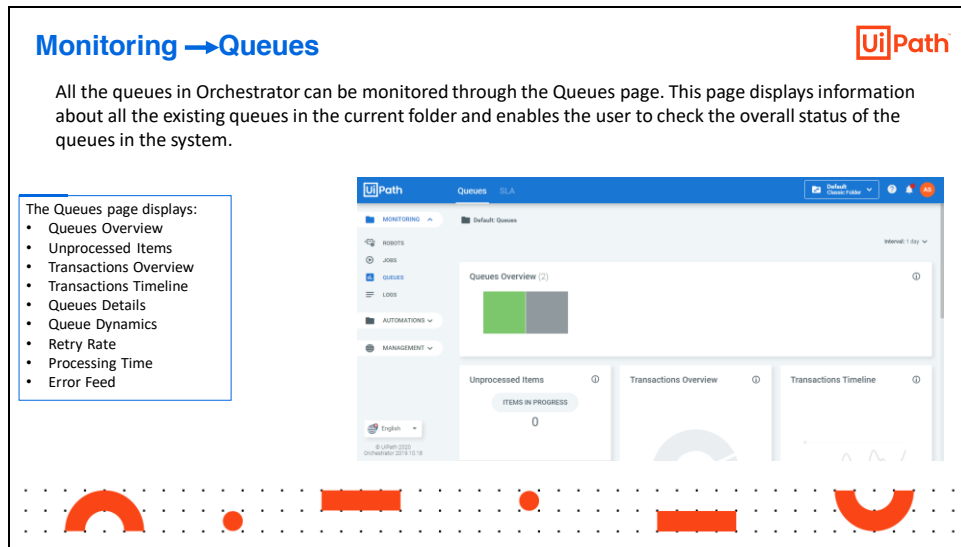 Monitoring →Queues
UiPath
All the queues in Orchestrator can be monitored through the Queues page. This page displays information
about all the existing queues in the current folder and enables the user to check the overall status of the
queues in the system.
The Queues page displays:
• Queues Overview
• Unprocessed Items
• Transactions Overview
• Transactions Timeline
• Queues Details
• Queue Dynamics
• Retry Rate
• Processing Time
• Error Feed
UiPath
Queues SLA
Default
Classic Folder
AS
MONITORING
Default: Queues
ROBOTS
Interval: 1 day
JOBS
QUEUES
Queues Overview (2)
LOGS
AUTOMATIONS
MANAGEMENT
Unprocessed Items
Transactions Overview
Transactions Timeline
ITEMS IN PROGRESS
0
English
© UiPath 2020
Orchestrator 2019.10.18